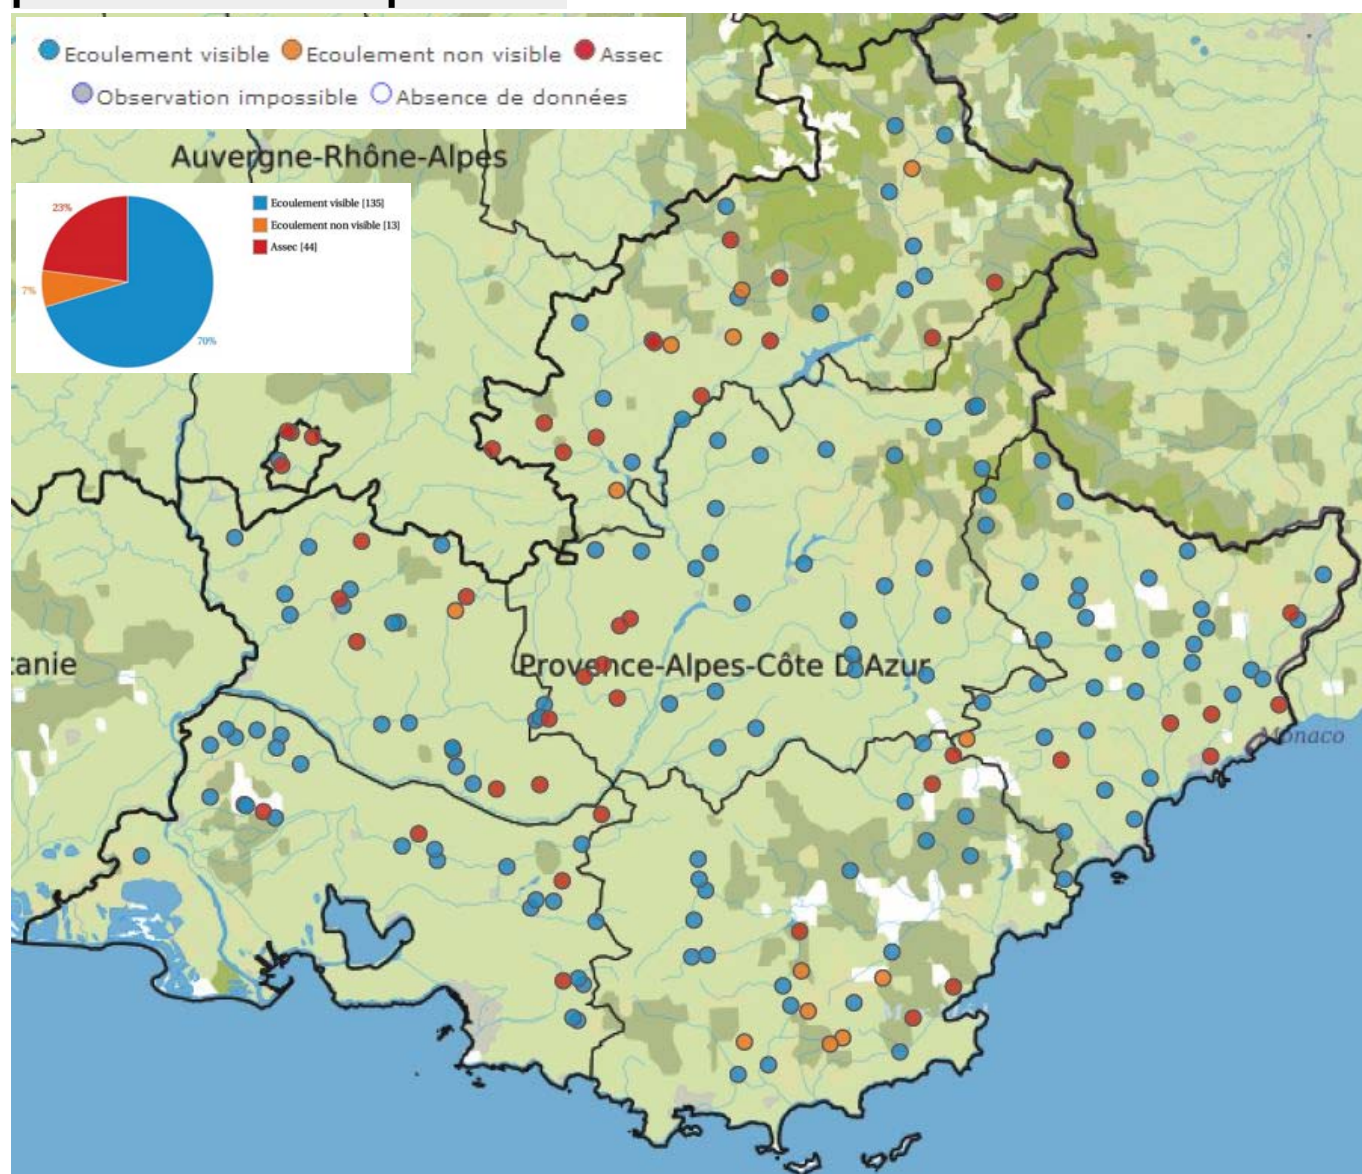 Ecoulement visible Ecoulement non visible Assec
Observation impossible Absence de données
Auvergne-Rhône-Alpes
23%
7%
70%
Ecoulement visible [135]
Ecoulement non visible [13]
Assec [44]
tanie
Provence-Alpes-Côte D'Azur
Monaco